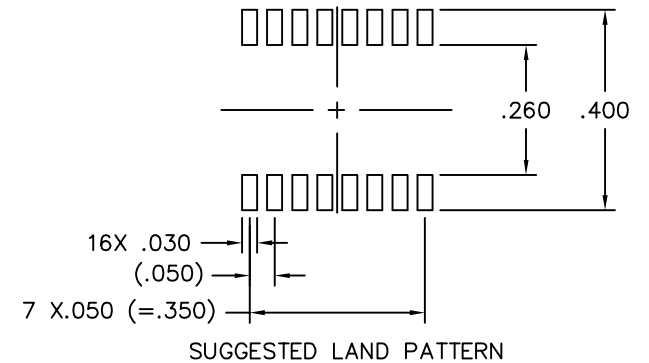 .260
.400
16X .030
(.050)
7 X.050 (=.350)
SUGGESTED LAND PATTERN